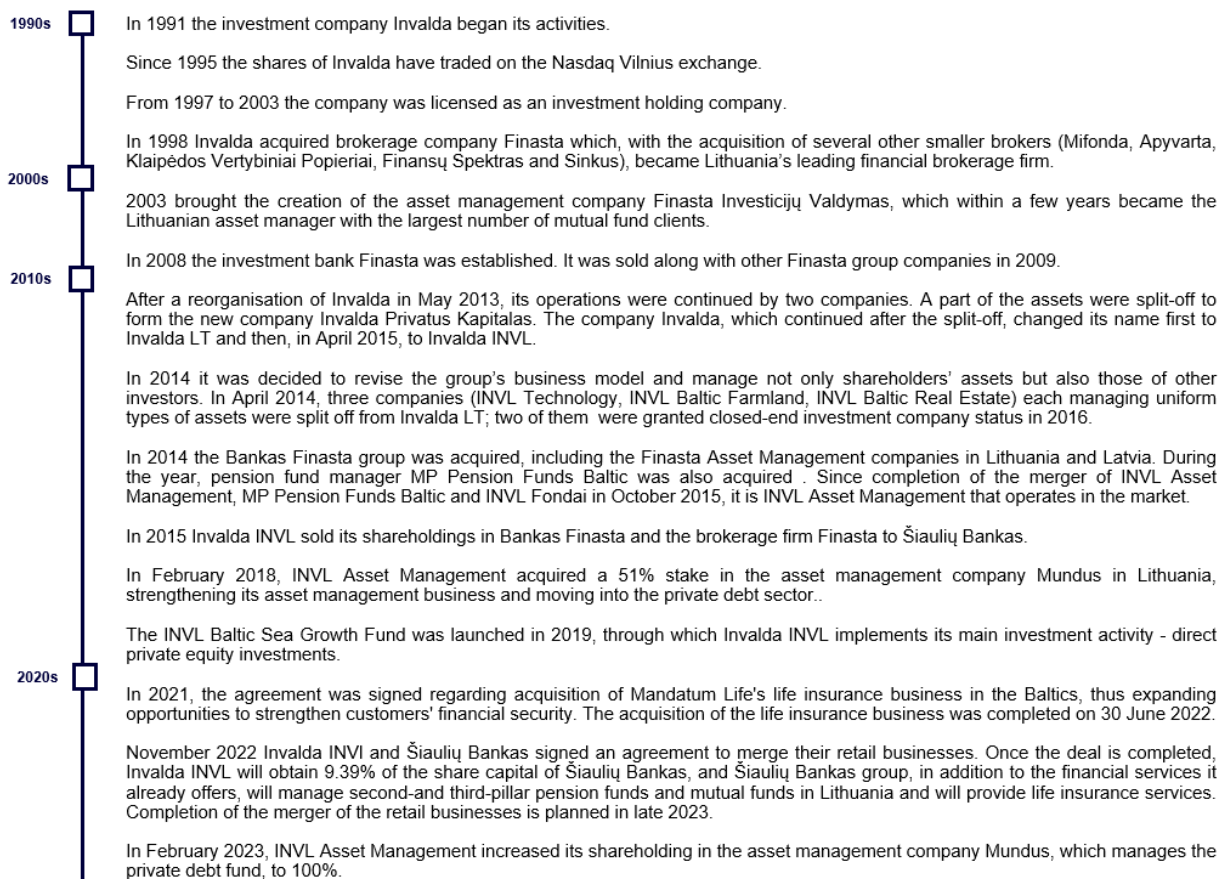 1990s
In 1991 the investment company Invalda began its activities.
Since 1995 the shares of Invalda have traded on the Nasdaq Vilnius exchange.
From 1997 to 2003 the company was licensed as an investment holding company.
In 1998 Invalda acquired brokerage company Finasta which, with the acquisition of several other smaller brokers (Mifonda, Apyvarta,
Klaipėdos Vertybiniai Popieriai, Finansų Spektras and Sinkus), became Lithuania's leading financial brokerage firm.
2000s
2003 brought the creation of the asset management company Finasta Investicijų Valdymas, which within a few years became the
Lithuanian asset manager with the largest number of mutual fund clients.
In 2008 the investment bank Finasta was established. It was sold along with other Finasta group companies in 2009.
2010s
After a reorganisation of Invalda in May 2013, its operations were continued by two companies. A part of the assets were split-off to
form the new company Invalda Privatus Kapitalas. The company Invalda, which continued after the split-off, changed its name first to
Invalda LT and then, in April 2015, to Invalda INVL.
In 2014 it was decided to revise the group's business model and manage not only shareholders' assets but also those of other
investors. In April 2014, three companies (INVL Technology, INVL Baltic Farmland, INVL Baltic Real Estate) each managing uniform
types of assets were split off from Invalda LT; two of them were granted closed-end investment company status in 2016.
In 2014 the Bankas Finasta group was acquired, including the Finasta Asset Management companies in Lithuania and Latvia. During
the year, pension fund manager MP Pension Funds Baltic was also acquired . Since completion of the merger of INVL Asset
Management, MP Pension Funds Baltic and INVL Fondai in October 2015, it is INVL Asset Management that operates in the market.
In 2015 Invalda INVL sold its shareholdings in Bankas Finasta and the brokerage firm Finasta to Šiaulių Bankas.
In February 2018, INVL Asset Management acquired a 51% stake in the asset management company Mundus in Lithuania,
strengthening its asset management business and moving into the private debt sector..
The INVL Baltic Sea Growth Fund was launched in 2019, through which Invalda INVL implements its main investment activity - direct
private equity investments.
2020s
In 2021, the agreement was signed regarding acquisition of Mandatum Life's life insurance business in the Baltics, thus expanding
opportunities to strengthen customers' financial security. The acquisition of the life insurance business was completed on 30 June 2022.
November 2022 Invalda INVl and Šiaulių Bankas signed an agreement to merge their retail businesses. Once the deal is completed,
Invalda INVL will obtain 9.39% of the share capital of Šiaulių Bankas, and Šiaulių Bankas group, in addition to the financial services it
already offers, will manage second-and third-pillar pension funds and mutual funds in Lithuania and will provide life insurance services.
Completion of the merger of the retail businesses is planned in late 2023.
In February 2023, INVL Asset Management increased its shareholding in the asset management company Mundus, which manages the
private debt fund, to 100%.